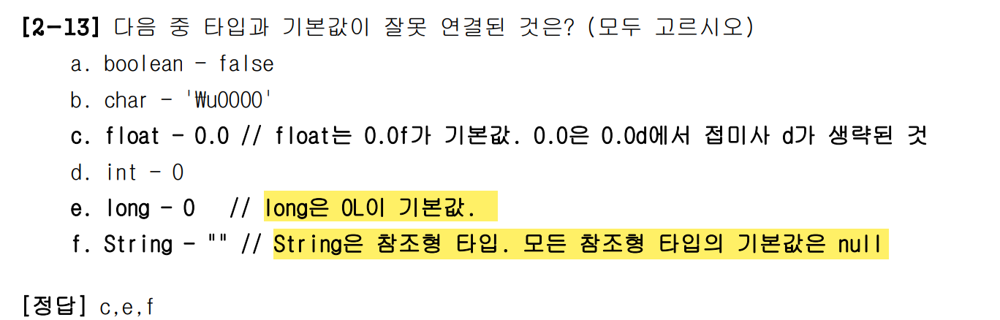 [2-13] 다음 중 타입과 기본값이 잘못 연결된 것은? (모두 고르시오)
a. boolean - false
b. char - '₩u0000'
c. float - 0.0 // float는 0.0f가 기본값. 0.0은 0.0d에서 접미사 d가 생략된 것
d. int - 0
e. long - 0 // long은 0L이 기본값.
f. String - "" // String은 참조형 타입. 모든 참조형 타입의 기본값은 null
[정답] c,e,f